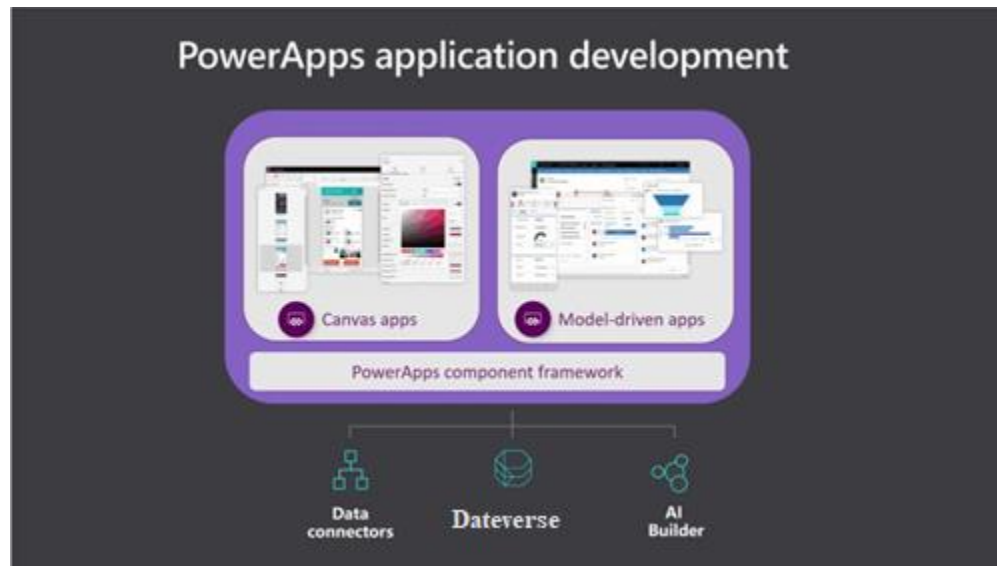 PowerApps application development
Canvas apps
Model-driven apps
PowerApps component framework
Data
connectors
Dateverse
AI
Builder